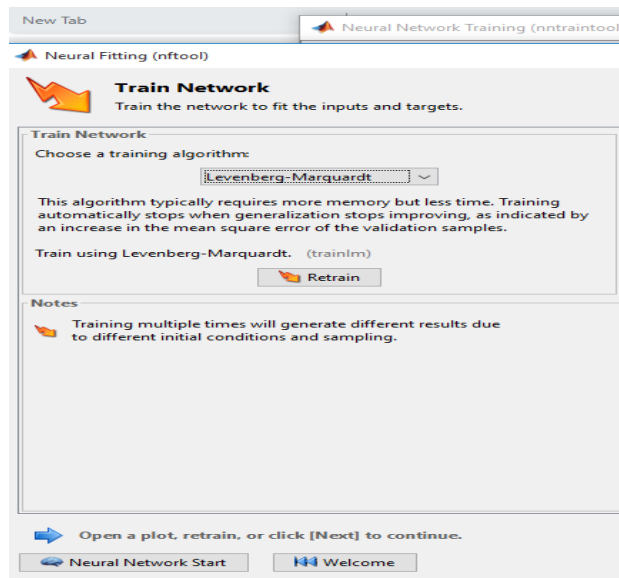 New Tab
Neural Network Training (nntraintool
Neural Fitting (nftool)
Train Network
Train the network to fit the inputs and targets.
Train Network
Choose a training algorithm:
Levenberg-Marquardt
This algorithm typically requires more memory but less time. Training
automatically stops when generalization stops improving, as indicated by
an increase in the mean square error of the validation samples.
Train using Levenberg-Marquardt. (trainlm)
Retrain
Notes
Training multiple times will generate different results due
to different initial conditions and sampling.
Open a plot, retrain, or click [Next] to continue.
Neural Network Start
Welcome